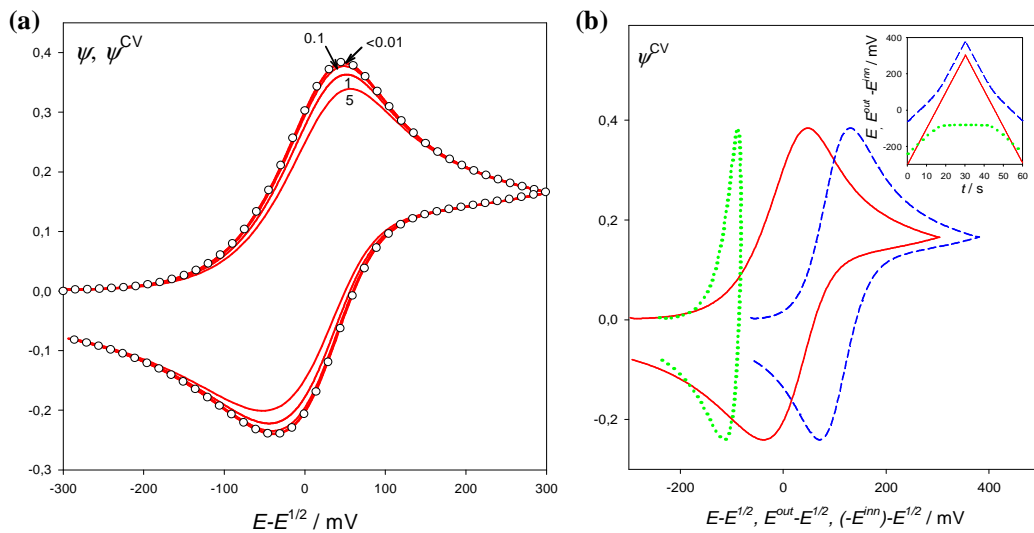 (a)
ψ, ψ^CV
0.1
<0.01
1
5
0,4
0,3
0,2
0,1
0,0
-0,1
-0,2
-0,3
-300 -200 -100 0 100 200 300
E-E^1/2 / mV
(b)
ψ^CV
0,4
0,2
0,0
-0,2
-200 0 200 400
E-E^1/2, E^out-E^1/2, (-E^inn)-E^1/2 / mV
E E^out -E^inn / mV
400
200
0
-200
0 10 20 30 40 50 60
t / s